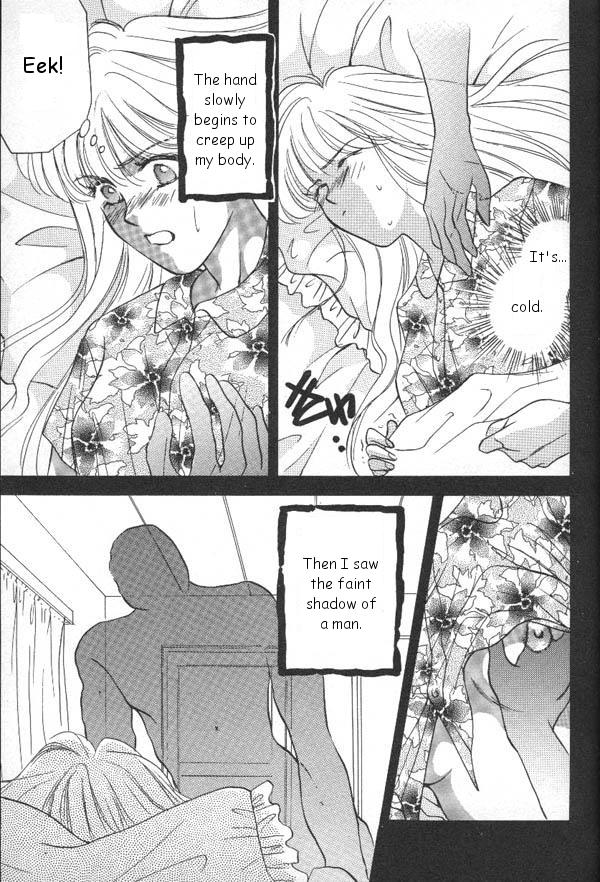 It's...
cold.
The hand
slowly
begins to
creep up
my body.
Eek!
Then I saw
the faint
shadow of
a man.